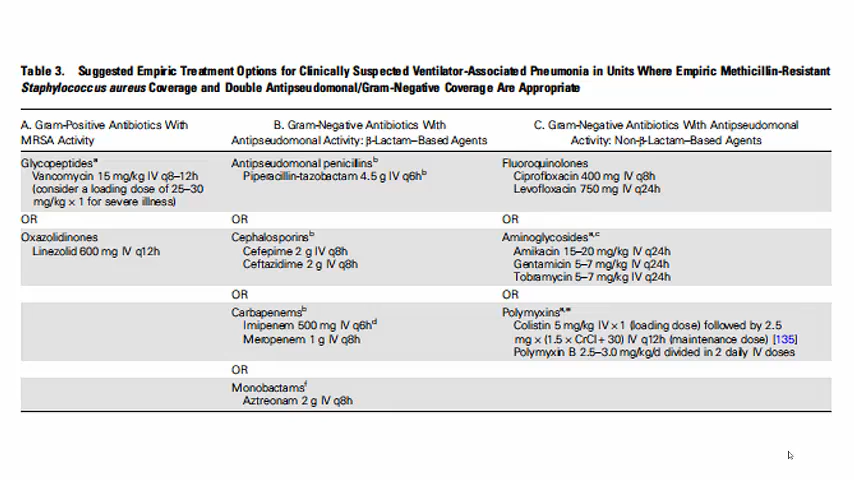 Table 3. Suggested Empiric Treatment Options for Clinically Suspected Ventilator-Associated Pneumonia in Units Where Empiric Methicillin-Resistant
Staphylococcus aureus Coverage and Double Antipseudomonal/Gram-Negative Coverage Are Appropriate
A. Gram-Positive Antibiotics With
MRSA Activity
B. Gram-Negative Antibiotics With
Antipseudomonal Activity: β-Lactam–Based Agents
C. Gram-Negative Antibiotics With Antipseudomonal
Activity: Non-β-Lactam–Based Agents
Glycopeptidesᵃ
Vancomycin 15 mg/kg IV q8–12h
(consider a loading dose of 25–30
mg/kg × 1 for severe illness)
Antipseudomonal penicillinsᵇ
Piperacillin-tazobactam 4.5 g IV q6hᵇ
Fluoroquinolones
Ciprofloxacin 400 mg IV q8h
Levofloxacin 750 mg IV q24h
OR
OR
OR
Oxazolidinones
Linezolid 600 mg IV q12h
Cephalosporinsᵇ
Cefepime 2 g IV q8h
Ceftazidime 2 g IV q8h
Aminoglycosidesᵃ,ᶜ
Amikacin 15–20 mg/kg IV q24h
Gentamicin 5–7 mg/kg IV q24h
Tobramycin 5–7 mg/kg IV q24h
OR
OR
Carbapenemsᵇ
Imipenem 500 mg IV q6hᵈ
Meropenem 1 g IV q8h
Polymyxinsᵃ,ᵉ
Colistin 5 mg/kg IV × 1 (loading dose) followed by 2.5
mg × (1.5 × CrCl + 30) IV q12h (maintenance dose) [135]
Polymyxin B 2.5–3.0 mg/kg/d divided in 2 daily IV doses
OR
Monobactamsᶠ
Aztreonam 2 g IV q8h